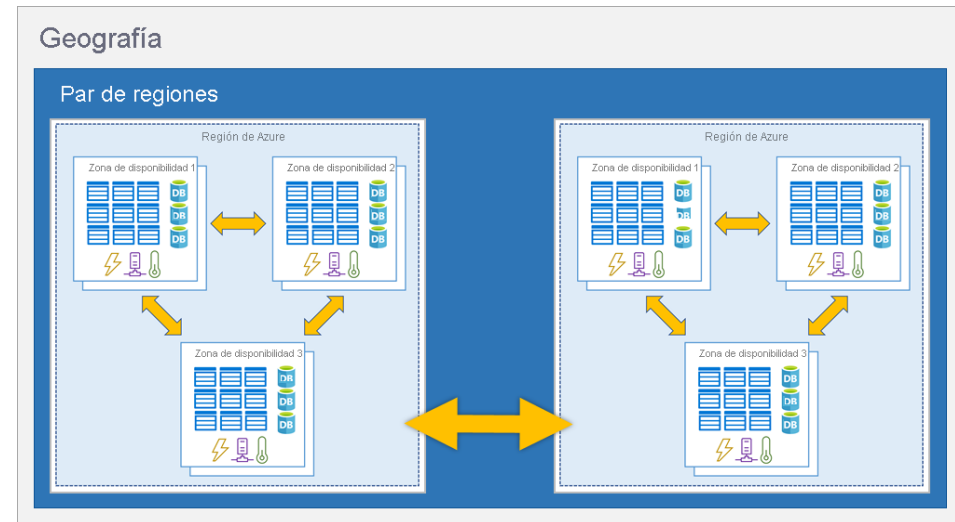 Geografía
Par de regiones
Región de Azure
Zona de disponibilidad 1
DB
DB
DB
Zona de disponibilidad 2
DB
DB
DB
Zona de disponibilidad 3
DB
DB
DB
Región de Azure
Zona de disponibilidad 1
DB
DB
DB
Zona de disponibilidad 2
DB
DB
DB
Zona de disponibilidad 3
DB
DB
DB